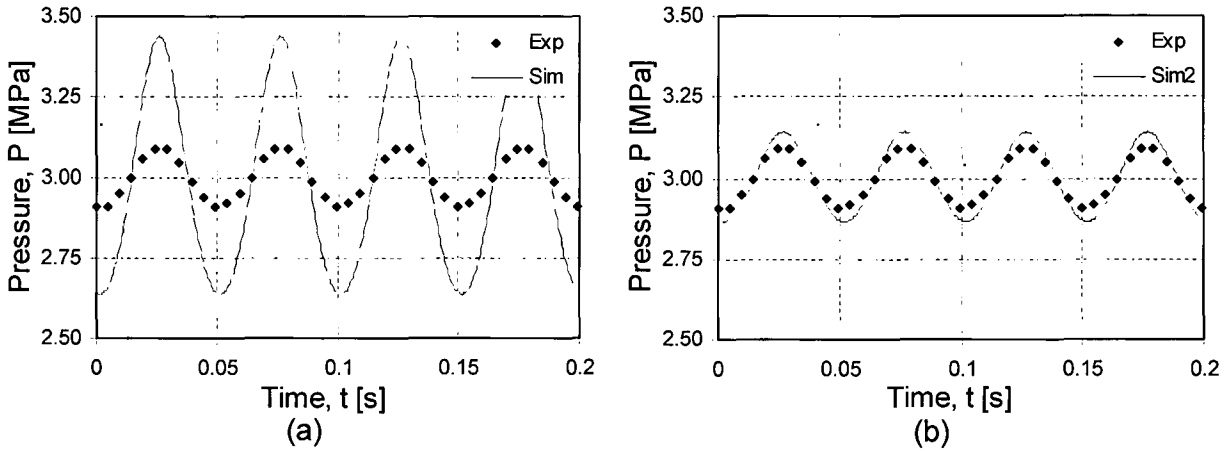 3.50
3.25
3.00
2.75
2.50
Pressure, P [MPa]
Exp
Sim
0
0.05
0.1
0.15
0.2
Time, t [s]
(a)
3.50
3.25
3.00
2.75
2.50
Pressure, P [MPa]
Exp
Sim2
0
0.05
0.1
0.15
0.2
Time, t [s]
(b)